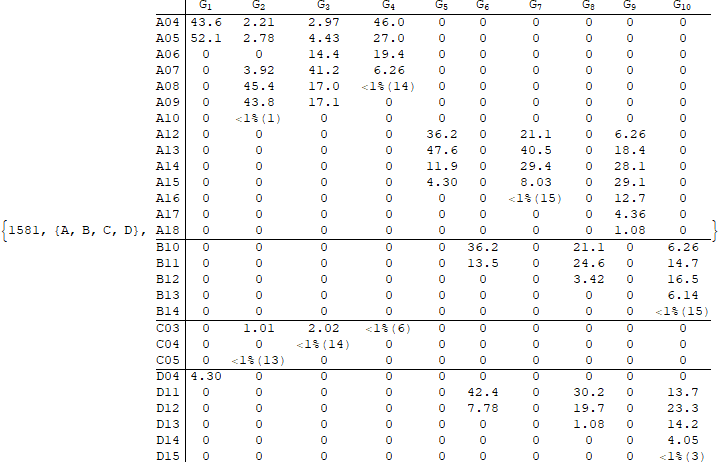 G1 G2 G3 G4 G5 G6 G7 G8 G9 G10
A04 43.6 2.21 2.97 46.0 0 0 0 0 0 0
A05 52.1 2.78 4.43 27.0 0 0 0 0 0 0
A06 0 0 14.4 19.4 0 0 0 0 0 0
A07 0 3.92 41.2 6.26 0 0 0 0 0 0
A08 0 45.4 17.0 <1%(14) 0 0 0 0 0 0
A09 0 43.8 17.1 0 0 0 0 0 0 0
A10 0 <1%(1) 0 0 0 0 0 0 0 0
A12 0 0 0 0 36.2 0 21.1 0 6.26 0
A13 0 0 0 0 47.6 0 40.5 0 18.4 0
A14 0 0 0 0 11.9 0 29.4 0 28.1 0
A15 0 0 0 0 4.30 0 8.03 0 29.1 0
A16 0 0 0 0 0 0 <1%(15) 0 12.7 0
A17 0 0 0 0 0 0 0 0 4.36 0
{1581, {A, B, C, D}, A18 0 0 0 0 0 0 0 0 1.08 0 }
B10 0 0 0 0 0 36.2 0 21.1 0 6.26
B11 0 0 0 0 0 13.5 0 24.6 0 14.7
B12 0 0 0 0 0 0 0 3.42 0 16.5
B13 0 0 0 0 0 0 0 0 0 6.14
B14 0 0 0 0 0 0 0 0 0 <1%(15)
C03 0 1.01 2.02 <1%(6) 0 0 0 0 0 0
C04 0 0 <1%(14) 0 0 0 0 0 0 0
C05 0 <1%(13) 0 0 0 0 0 0 0 0
D04 4.30 0 0 0 0 0 0 0 0 0
D11 0 0 0 0 0 42.4 0 30.2 0 13.7
D12 0 0 0 0 0 7.78 0 19.7 0 23.3
D13 0 0 0 0 0 0 0 1.08 0 14.2
D14 0 0 0 0 0 0 0 0 0 4.05
D15 0 0 0 0 0 0 0 0 0 <1%(3)